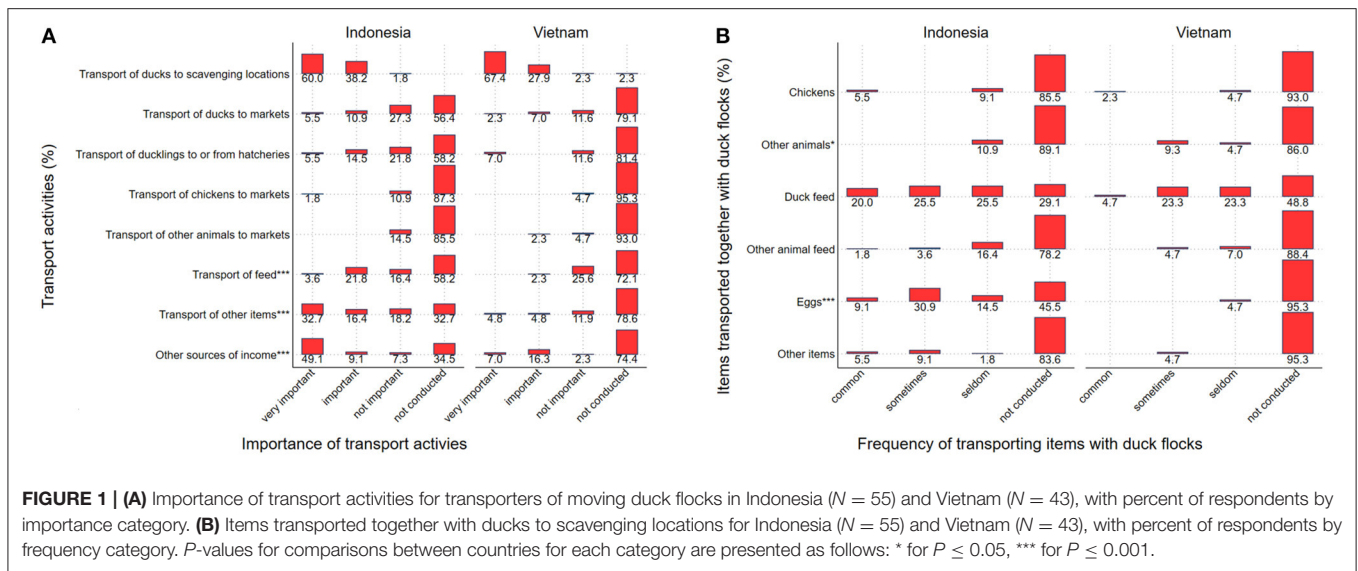 A
Indonesia
Vietnam
Transport activities (%)
Transport of ducks to scavenging locations
60.0 38.2 1.8 67.4 27.9 2.3 2.3
Transport of ducks to markets
5.5 10.9 27.3 56.4 2.3 7.0 11.6 79.1
Transport of ducklings to or from hatcheries
5.5 14.5 21.8 58.2 7.0 11.6 81.4
Transport of chickens to markets
1.8 10.9 87.3 4.7 95.3
Transport of other animals to markets
14.5 85.5 2.3 4.7 93.0
Transport of feed***
3.6 21.8 16.4 58.2 2.3 25.6 72.1
Transport of other items***
32.7 16.4 18.2 32.7 4.8 4.8 11.9 78.6
Other sources of income***
49.1 9.1 7.3 34.5 7.0 16.3 2.3 74.4
very important important not important not conducted very important important not important not conducted
Importance of transport activies
B
Indonesia
Vietnam
Items transported together with duck flocks (%)
Chickens
5.5 9.1 85.5 2.3 4.7 93.0
Other animals*
10.9 89.1 9.3 4.7 86.0
Duck feed
20.0 25.5 25.5 29.1 4.7 23.3 23.3 48.8
Other animal feed
1.8 3.6 16.4 78.2 4.7 7.0 88.4
Eggs***
9.1 30.9 14.5 45.5 4.7 95.3
Other items
5.5 9.1 1.8 83.6 4.7 95.3
common sometimes seldom not conducted common sometimes seldom not conducted
Frequency of transporting items with duck flocks
FIGURE 1 | (A) Importance of transport activities for transporters of moving duck flocks in Indonesia (N = 55) and Vietnam (N = 43), with percent of respondents by
importance category. (B) Items transported together with ducks to scavenging locations for Indonesia (N = 55) and Vietnam (N = 43), with percent of respondents by
frequency category. P-values for comparisons between countries for each category are presented as follows: * for P ≤ 0.05, *** for P ≤ 0.001.